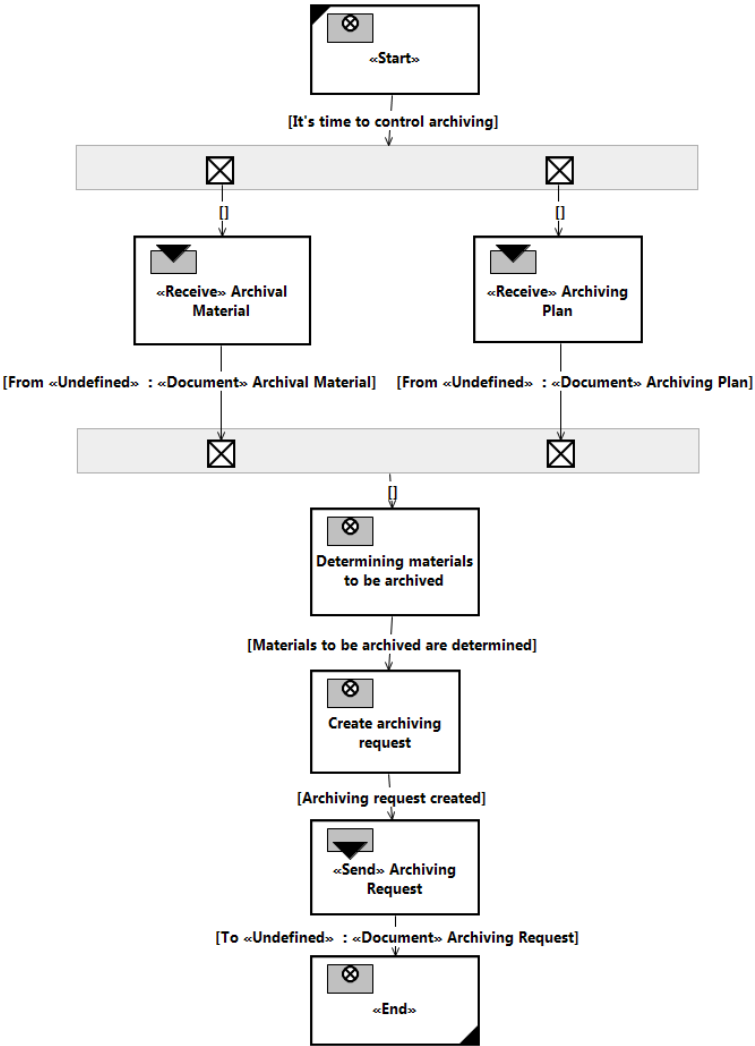 «Start»
[It's time to control archiving]
[]
[]
«Receive» Archival
Material
«Receive» Archiving
Plan
[From «Undefined»  : «Document» Archival Material]
[From «Undefined»  : «Document» Archiving Plan]
[]
Determining materials
to be archived
[Materials to be archived are determined]
Create archiving
request
[Archiving request created]
«Send» Archiving
Request
[To «Undefined»  : «Document» Archiving Request]
«End»